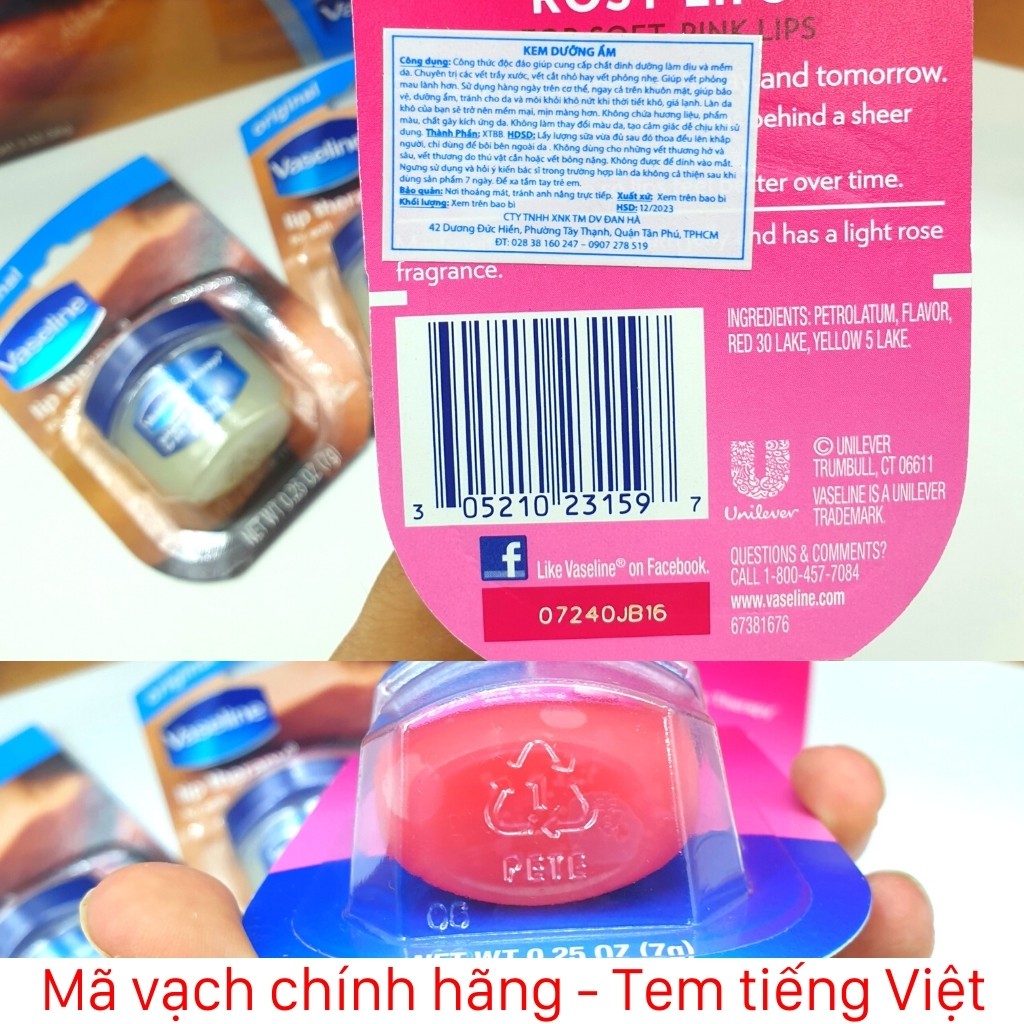 ROSY LIPS
FOR SOFT, PINK LIPS
and tomorrow.
behind a sheer
ter over time.
nd has a light rose
fragrance.
KEM DƯỠNG ẨM
Công dụng: Công thức độc đáo giúp cung cấp chất dinh dưỡng làm dịu và mềm
da. Chuyên trị các vết trầy xước, vết cắt nhỏ hay vết phỏng nhẹ. Giúp vết phỏng
mau lành hơn. Sử dụng hàng ngày trên cơ thể, ngay cả trên khuôn mặt, giúp bảo
vệ, dưỡng ẩm, tránh cho da và môi khỏi khô nứt khi thời tiết khô, giá lạnh. Làn da
khô của bạn sẽ trở nên mềm mại, mịn màng hơn. Không chứa hương liệu, phẩm
màu, chất gây kích ứng da. Không làm thay đổi màu da, tạo cảm giác dễ chịu khi sử
dụng. Thành Phần: XTBB. HDSD: Lấy lượng sữa vừa đủ sau đó thoa đều lên khắp
người, chỉ dùng để bôi bên ngoài da . Không dùng cho những vết thương hở và
sâu, vết thương do thú vật cắn hoặc vết bỏng nặng. Không được để dính vào mắt.
Ngưng sử dụng và hỏi ý kiến bác sĩ trong trường hợp làn da không cả thiện sau khi
dùng sản phẩm 7 ngày. Để xa tầm tay trẻ em.
Bảo quản: Nơi thoáng mát, tránh ánh nắng trực tiếp. Xuất xứ: Xem trên bao bì
Khối lượng: Xem trên bao bì HSD: 12/2023
CTY TNHH XNK TM DV ĐAN HÀ
42 Dương Đức Hiền, Phường Tây Thạnh, Quận Tân Phú, TPHCM
ĐT: 028 38 160 247 – 0907 278 519
INGREDIENTS: PETROLATUM, FLAVOR,
RED 30 LAKE, YELLOW 5 LAKE.
3 05210 23159 7
Unilever
© UNILEVER
TRUMBULL, CT 06611
VASELINE IS A UNILEVER
TRADEMARK.
f Like Vaseline® on Facebook.
07240JB16
QUESTIONS & COMMENTS?
CALL 1-800-457-7084
www.vaseline.com
67381676
original
Vaseline
lip therapy
Vaseline
lip therapy
NET WT 0.25 OZ (7g)
original
Vaseline
lip therapy
1
PETE
06
NET WT 0.25 OZ (7g)
Mã vạch chính hãng - Tem tiếng Việt